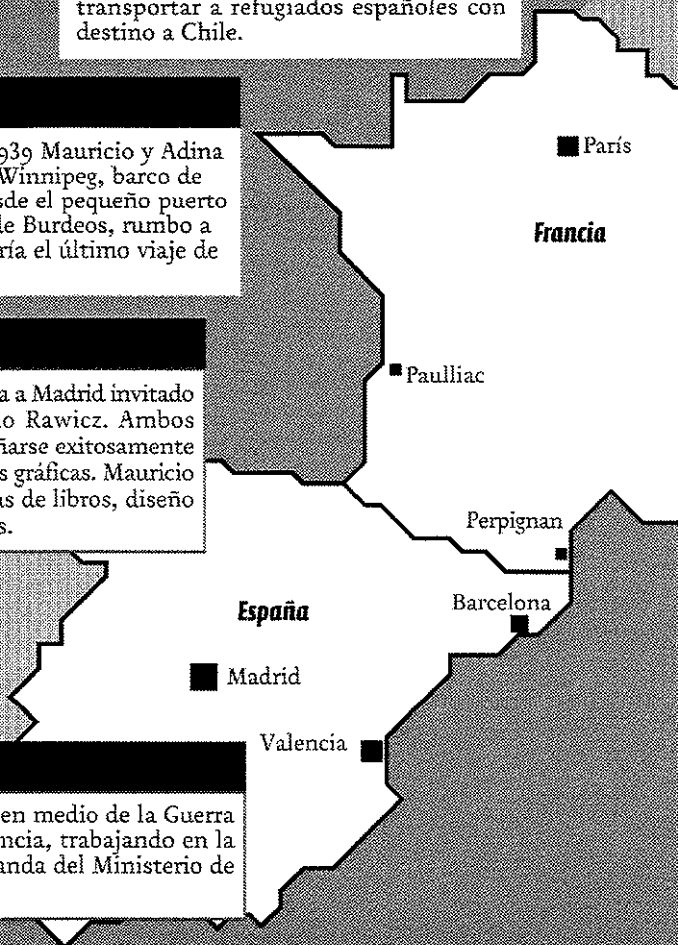 transportar a refugiados españoles con
destino a Chile.
939 Mauricio y Adina
Winnipeg, barco de
sde el pequeño puerto
de Burdeos, rumbo a
ría el último viaje de
París
Francia
Paulliac
a a Madrid invitado
o Rawicz. Ambos
ñarse exitosamente
s gráficas. Mauricio
as de libros, diseño
s.
Perpignan
Barcelona
España
Madrid
Valencia
en medio de la Guerra
ncia, trabajando en la
anda del Ministerio de